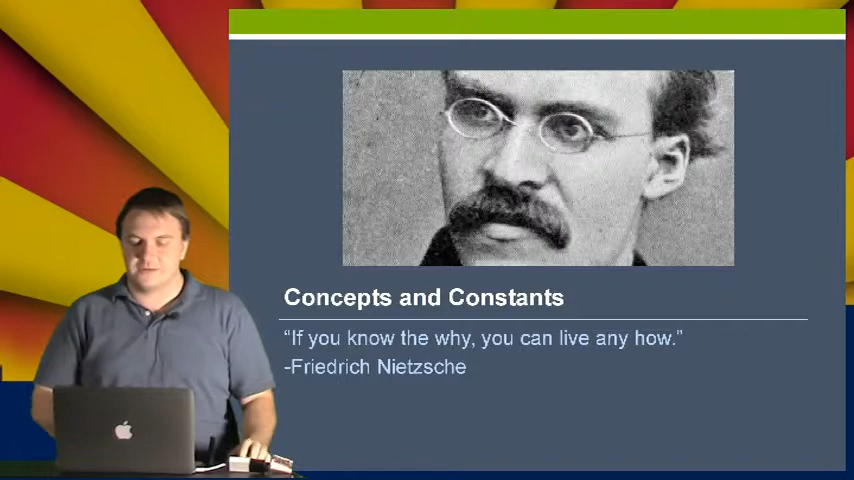 Concepts and Constants
“If you know the why, you can live any how.”
-Friedrich Nietzsche